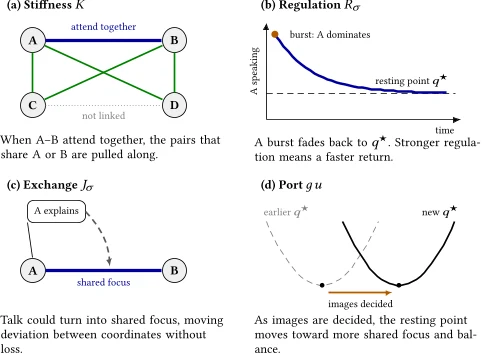 (a) Stiffness K
attend together
A
B
C
D
not linked
When A–B attend together, the pairs that
share A or B are pulled along.
(b) Regulation Rσ
burst: A dominates
A speaking
resting point q★
time
A burst fades back to q★. Stronger regula-
tion means a faster return.
(c) Exchange Jσ
A explains
A
B
shared focus
Talk could turn into shared focus, moving
deviation between coordinates without
loss.
(d) Port g u
earlier q★
new q★
images decided
As images are decided, the resting point
moves toward more shared focus and bal-
ance.